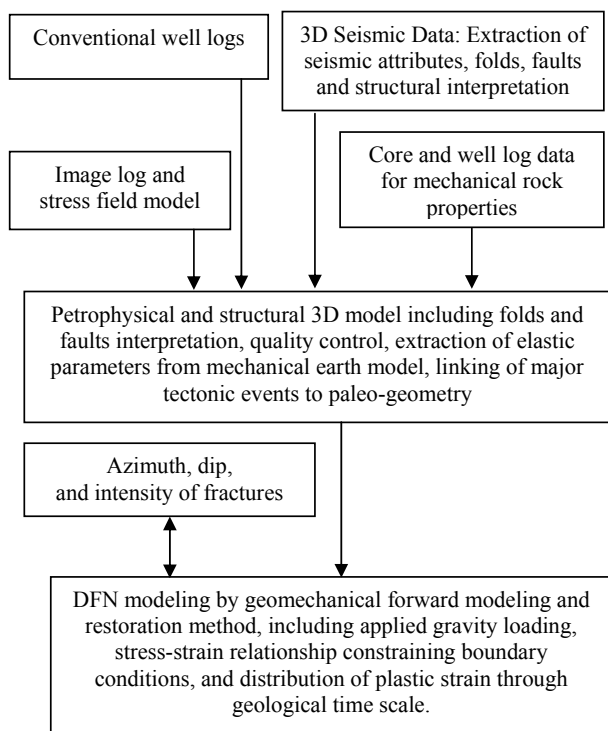 Conventional well logs
3D Seismic Data: Extraction of
seismic attributes, folds, faults
and structural interpretation
Image log and
stress field model
Core and well log data
for mechanical rock
properties
Petrophysical and structural 3D model including folds and
faults interpretation, quality control, extraction of elastic
parameters from mechanical earth model, linking of major
tectonic events to paleo-geometry
Azimuth, dip,
and intensity of fractures
DFN modeling by geomechanical forward modeling and
restoration method, including applied gravity loading,
stress-strain relationship constraining boundary
conditions, and distribution of plastic strain through
geological time scale.